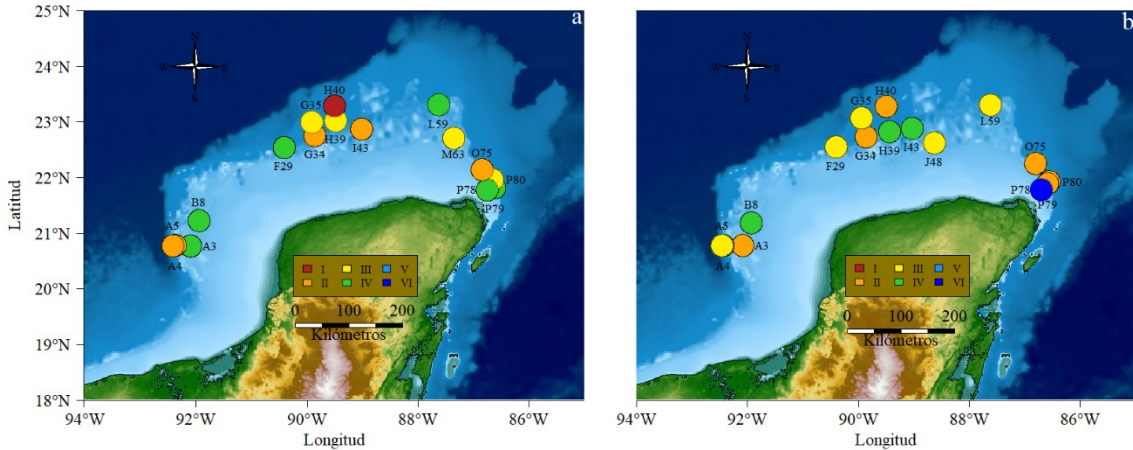 a
25°N
24°N
23°N
22°N
21°N
20°N
19°N
18°N
Latitud
N
W E
S
H40
G35
H39
G34
I43
F29
L59
M63
O75
P80
P78
P79
B8
A5
A3
A4
I III V
II IV VI
0 100 200
Kilómetros
94°W 92°W 90°W 88°W 86°W
Longitud
b
N
W E
S
H40
G35
H39
G34
I43
F29
J48
L59
O75
P80
P78
P79
B8
A5
A3
A4
I III V
II IV VI
0 100 200
Kilómetros
94°W 92°W 90°W 88°W 86°W
Longitud